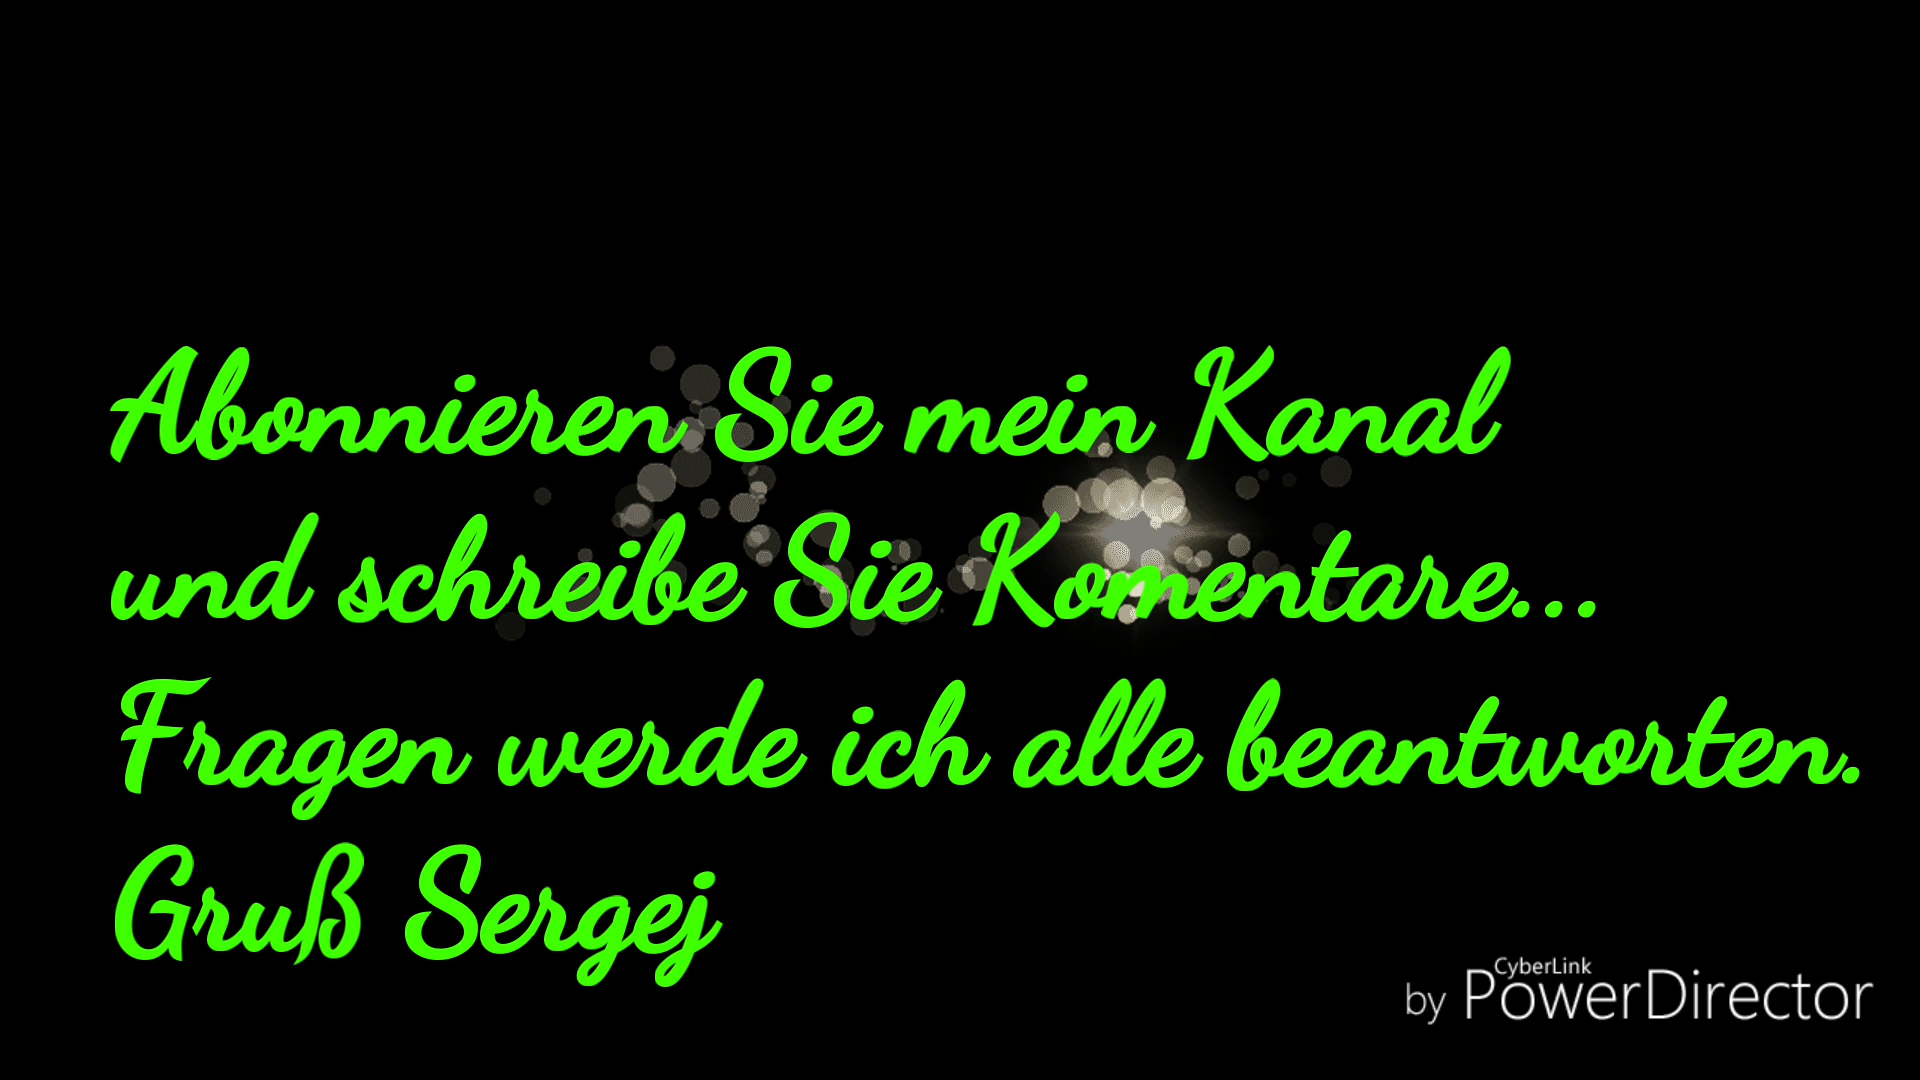 Abonnieren Sie mein Kanal
und schreibe Sie Komentare...
Fragen werde ich alle beantworten.
Gruß Sergej
by CyberLink PowerDirector